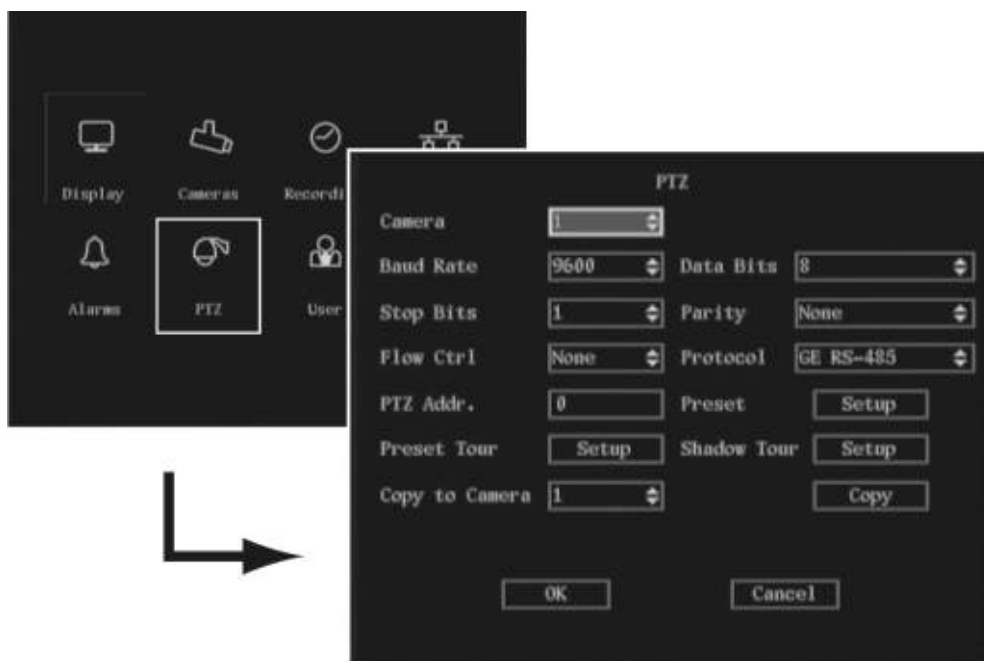 Display Cameras Recordi
Alarms PTZ User
PTZ
Camera 1
Baud Rate 9600 Data Bits 8
Stop Bits 1 Parity None
Flow Ctrl None Protocol GE RS-485
PTZ Addr. 0 Preset Setup
Preset Tour Setup Shadow Tour Setup
Copy to Camera 1 Copy
OK Cancel